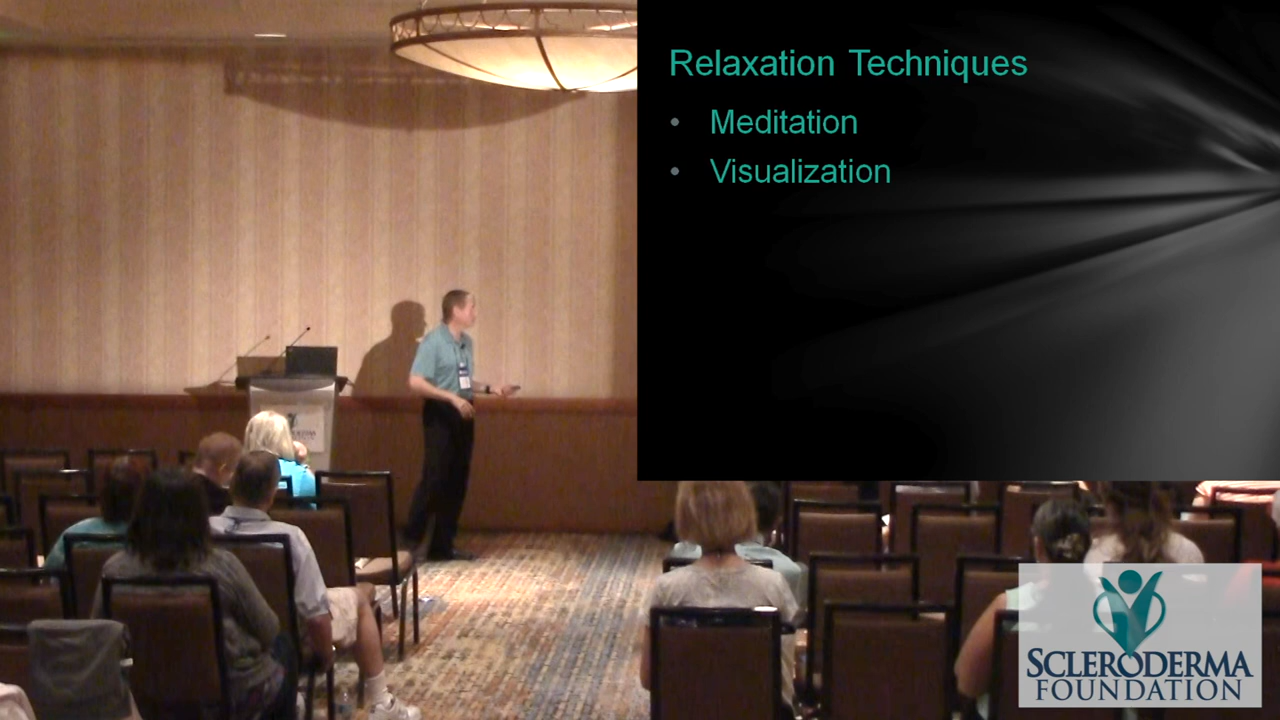 Relaxation Techniques
• Meditation
• Visualization
SCLERODERMA
FOUNDATION